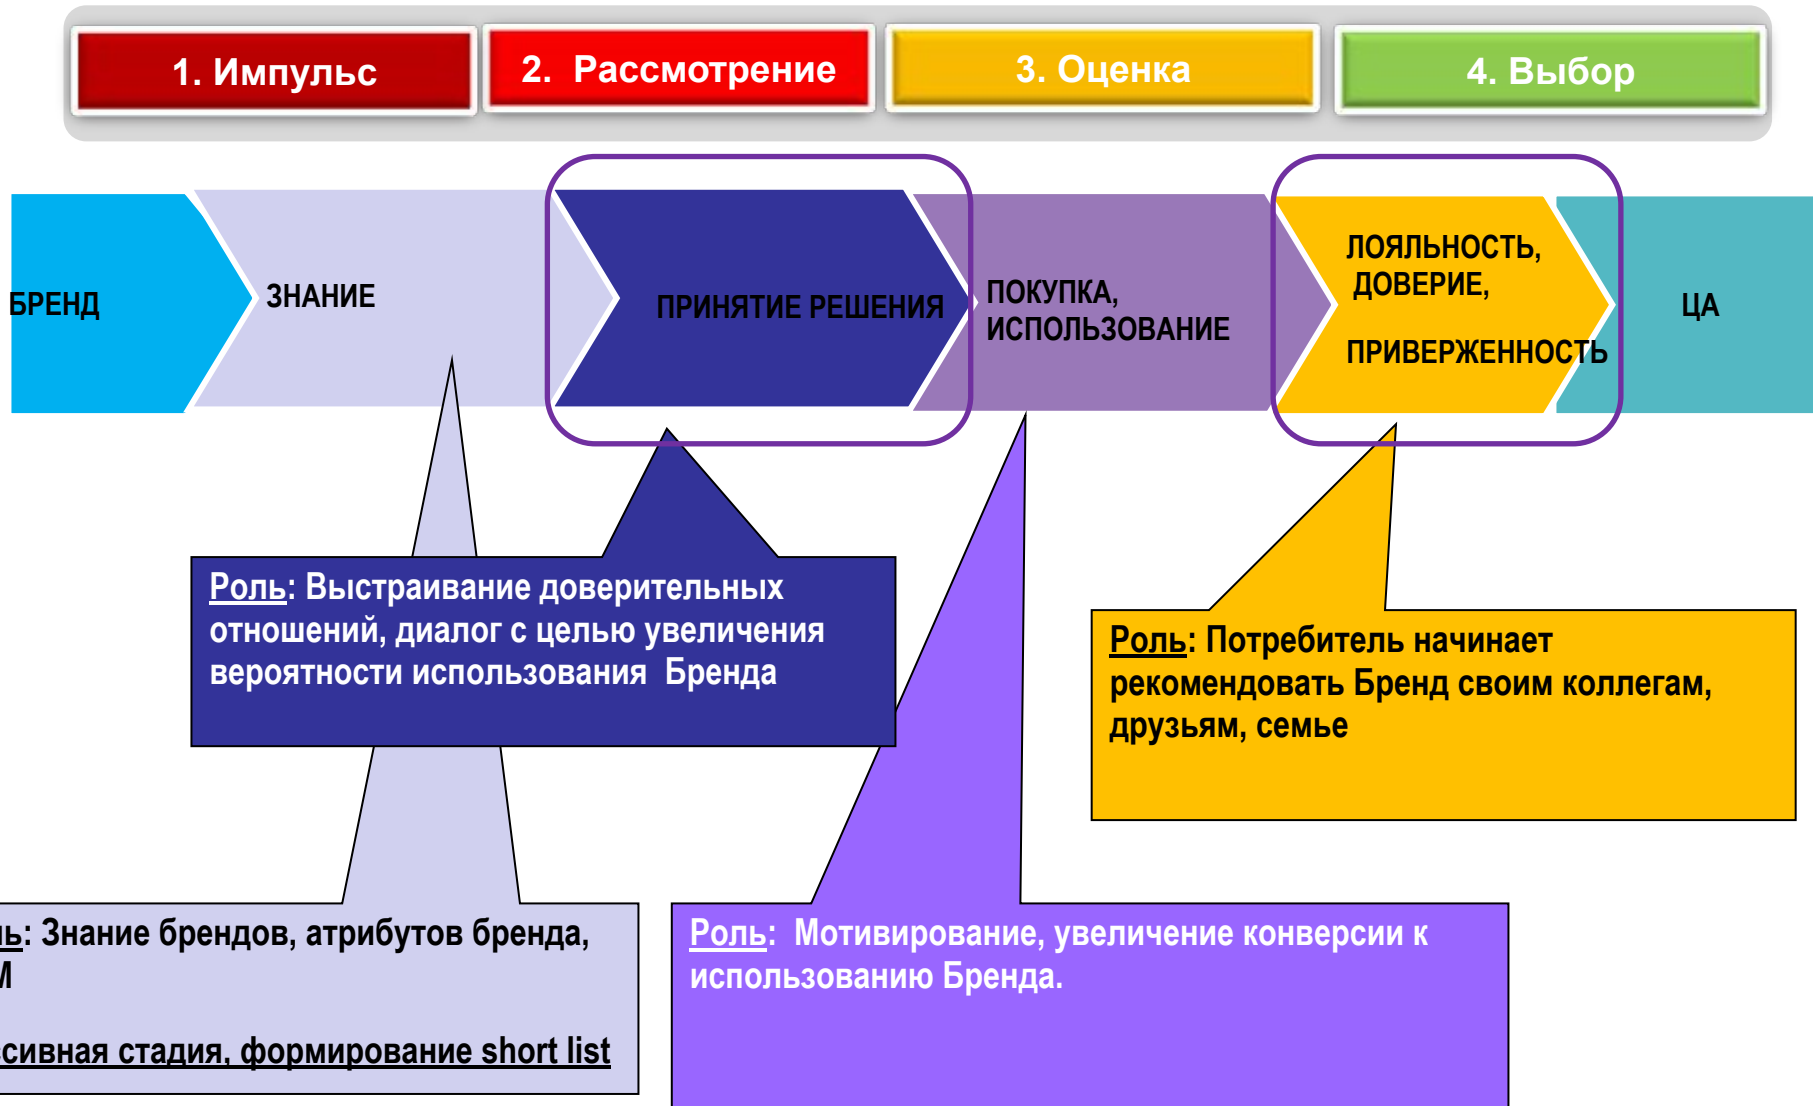 1. Импульс
2. Рассмотрение
3. Оценка
4. Выбор
БРЕНД
ЗНАНИЕ
ПРИНЯТИЕ РЕШЕНИЯ
ПОКУПКА,
ИСПОЛЬЗОВАНИЕ
ЛОЯЛЬНОСТЬ,
ДОВЕРИЕ,
ПРИВЕРЖЕННОСТЬ
ЦА
Роль: Выстраивание доверительных
отношений, диалог с целью увеличения
вероятности использования Бренда
Роль: Потребитель начинает
рекомендовать Бренд своим коллегам,
друзьям, семье
: Знание брендов, атрибутов бренда,
стадия, формирование short list
Роль: Мотивирование, увеличение конверсии к
использованию Бренда.